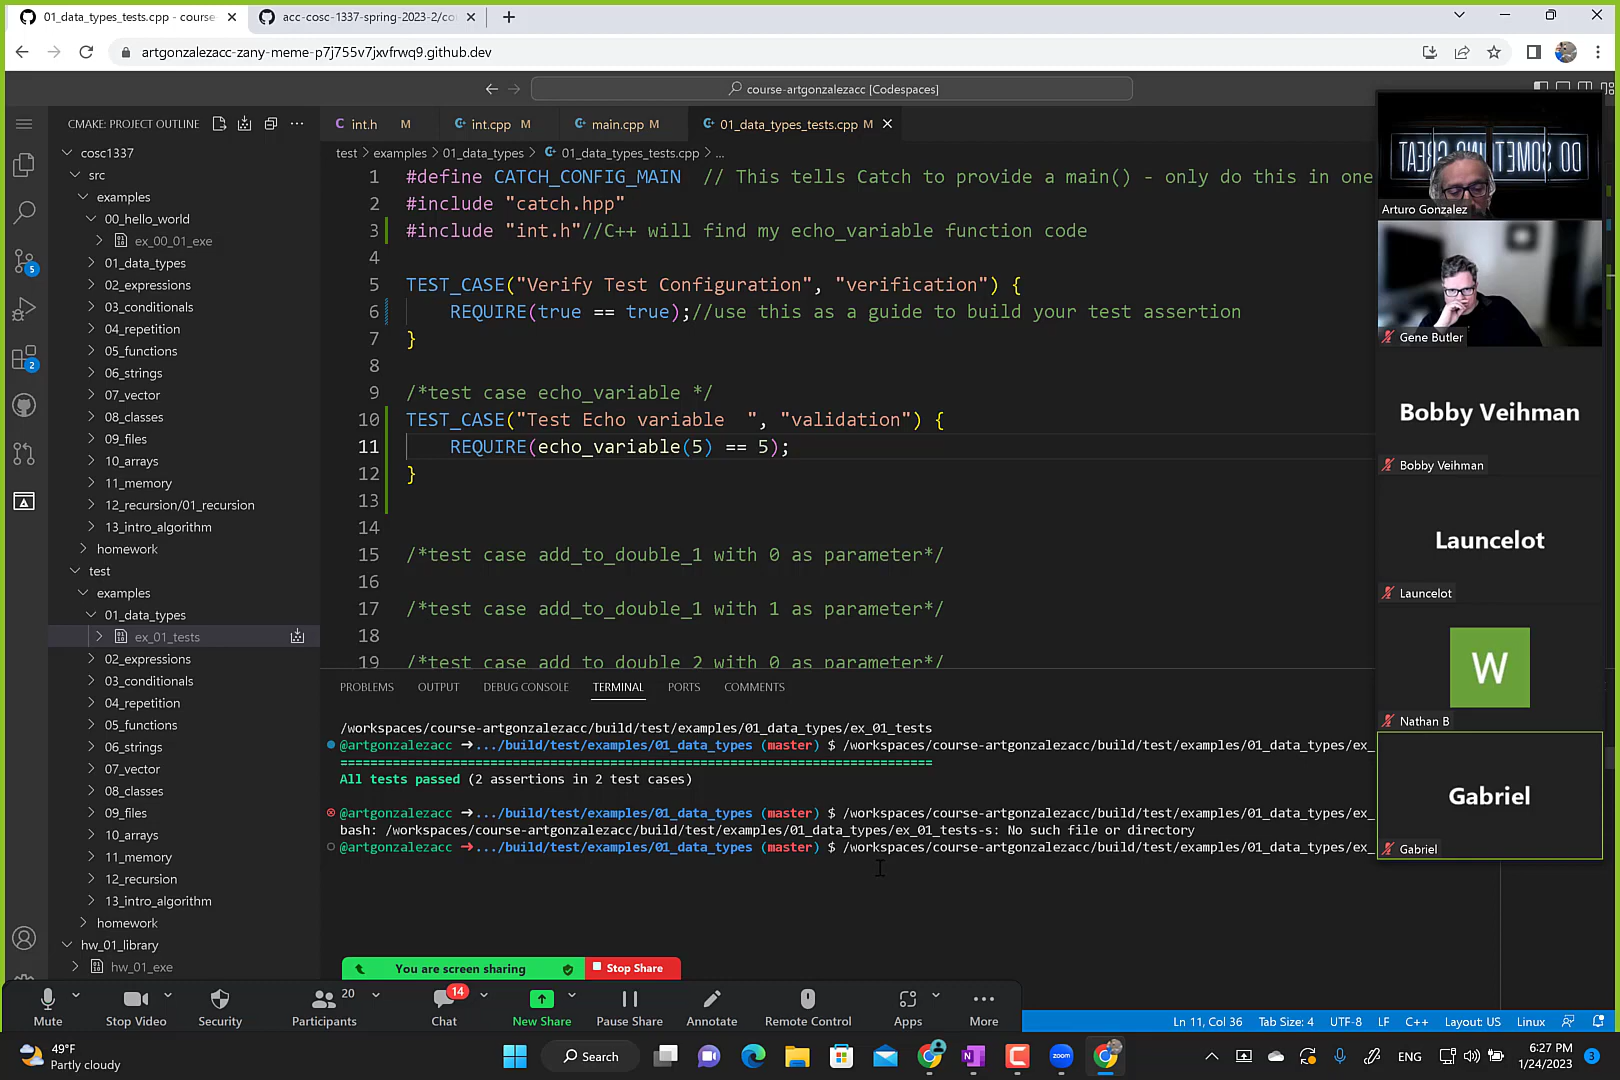 01_data_types_tests.cpp - course
acc-cosc-1337-spring-2023-2/co
artgonzalezacc-zany-meme-p7j755v7jxvfrwq9.github.dev
course-artgonzalezacc [Codespaces]
CMAKE: PROJECT OUTLINE
cosc1337
src
examples
00_hello_world
ex_00_01_exe
01_data_types
02_expressions
03_conditionals
04_repetition
05_functions
06_strings
07_vector
08_classes
09_files
10_arrays
11_memory
12_recursion/01_recursion
13_intro_algorithm
homework
test
examples
01_data_types
ex_01_tests
02_expressions
03_conditionals
04_repetition
05_functions
06_strings
07_vector
08_classes
09_files
10_arrays
11_memory
12_recursion
13_intro_algorithm
homework
hw_01_library
hw_01_exe
5
2
int.h M
int.cpp M
main.cpp M
01_data_types_tests.cpp M
test > examples > 01_data_types > 01_data_types_tests.cpp > ...
1 #define CATCH_CONFIG_MAIN // This tells Catch to provide a main() - only do this in one
2 #include "catch.hpp"
3 #include "int.h"//C++ will find my echo_variable function code
4
5 TEST_CASE("Verify Test Configuration", "verification") {
6 REQUIRE(true == true);//use this as a guide to build your test assertion
7 }
8
9 /*test case echo_variable */
10 TEST_CASE("Test Echo variable  ", "validation") {
11 REQUIRE(echo_variable(5) == 5);
12 }
13
14
15 /*test case add_to_double_1 with 0 as parameter*/
16
17 /*test case add_to_double_1 with 1 as parameter*/
18
19 /*test case add_to_double_2 with 0 as parameter*/
PROBLEMS OUTPUT DEBUG CONSOLE TERMINAL PORTS COMMENTS
/workspaces/course-artgonzalezacc/build/test/examples/01_data_types/ex_01_tests
@artgonzalezacc ➜.../build/test/examples/01_data_types (master) $ /workspaces/course-artgonzalezacc/build/test/examples/01_data_types/ex_
===============================================================================
All tests passed (2 assertions in 2 test cases)
@artgonzalezacc ➜.../build/test/examples/01_data_types (master) $ /workspaces/course-artgonzalezacc/build/test/examples/01_data_types/ex_
bash: /workspaces/course-artgonzalezacc/build/test/examples/01_data_types/ex_01_tests-s: No such file or directory
@artgonzalezacc ➜.../build/test/examples/01_data_types (master) $ /workspaces/course-artgonzalezacc/build/test/examples/01_data_types/ex_
DO SOMETHING GREAT
Arturo Gonzalez
Gene Butler
Bobby Veihman
Bobby Veihman
Launcelot
Launcelot
W
Nathan B
Gabriel
Gabriel
You are screen sharing
Stop Share
20
14
Mute
Stop Video
Security
Participants
Chat
New Share
Pause Share
Annotate
Remote Control
Apps
More
Ln 11, Col 36 Tab Size: 4 UTF-8 LF C++ Layout: US Linux
49°F
Partly cloudy
Search
zoom
ENG
6:27 PM
1/24/2023
3